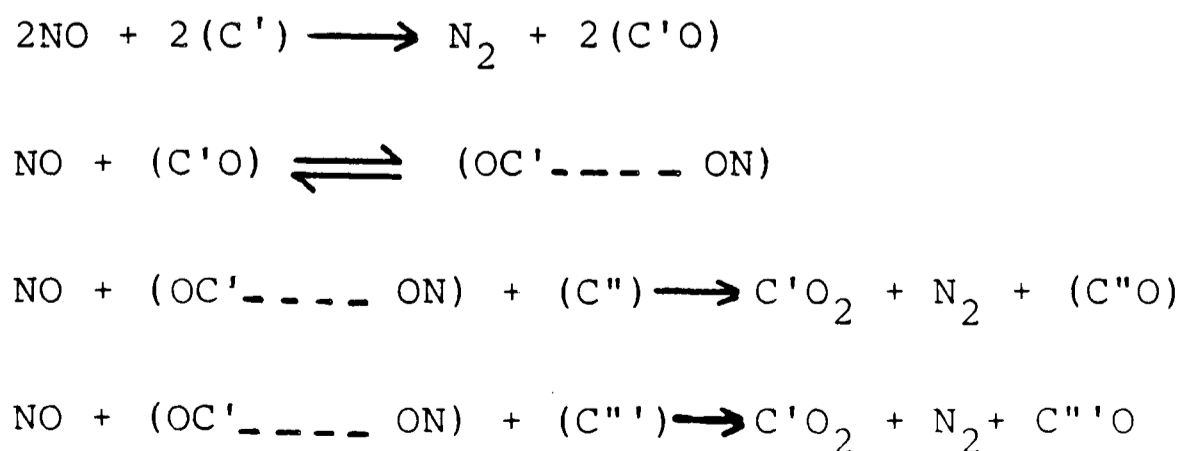 2NO + 2(C') ⟶ N₂ + 2(C'O)
NO + (C'O) ⇌ (OC'---- ON)
NO + (OC'---- ON) + (C") ⟶ C'O₂ + N₂ + (C"O)
NO + (OC'---- ON) + (C"') ⟶ C'O₂ + N₂+ C"'O